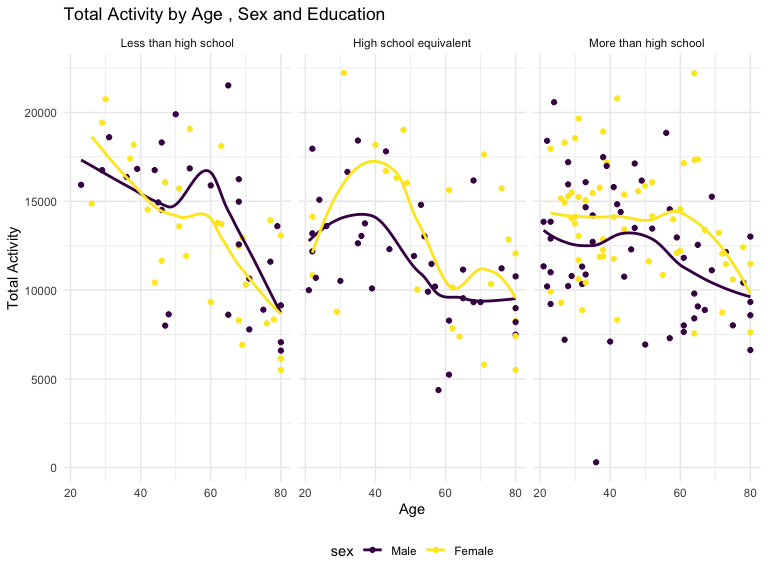 Total Activity by Age , Sex and Education
Less than high school High school equivalent More than high school
Total Activity
20000
15000
10000
5000
0
20 40 60 80 20 40 60 80 20 40 60 80
Age
sex Male Female